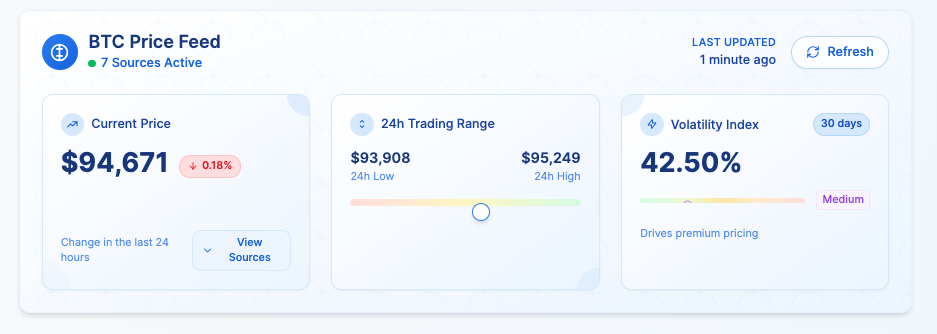 BTC Price Feed
7 Sources Active
LAST UPDATED
1 minute ago
Refresh
Current Price
$94,671
0.18%
Change in the last 24
hours
View
Sources
24h Trading Range
$93,908
$95,249
24h Low
24h High
Volatility Index
30 days
42.50%
Medium
Drives premium pricing